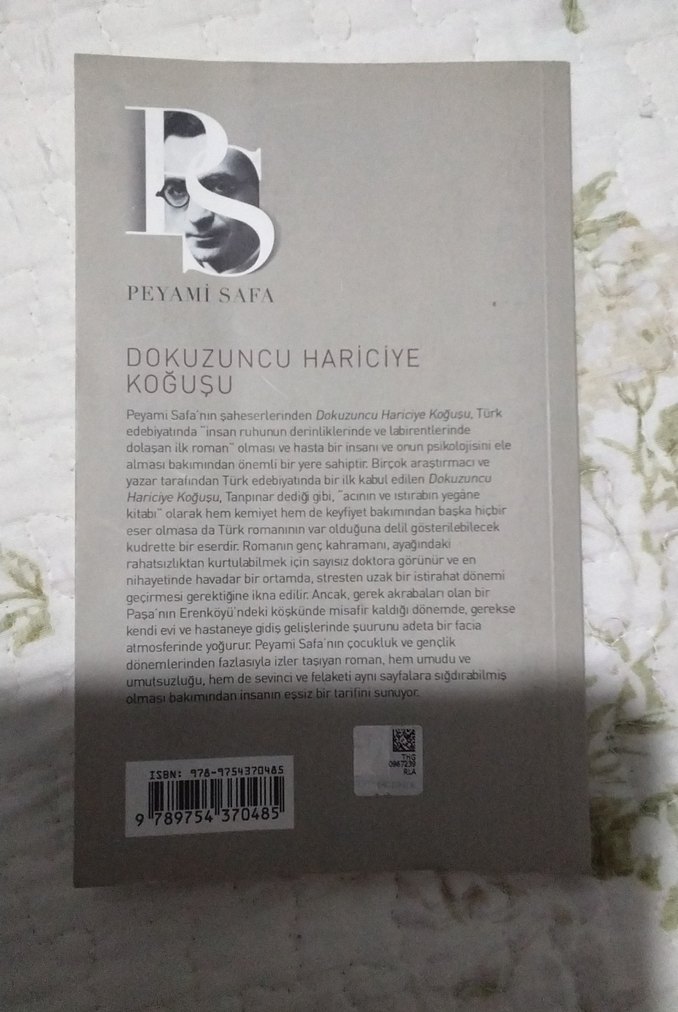 PS
PEYAMİ SAFA
DOKUZUNCU HARİCİYE
KOĞUŞU
Peyami Safa'nın şaheserlerinden Dokuzuncu Hariciye Koğuşu, Türk
edebiyatında "insan ruhunun derinliklerinde ve labirentlerinde
dolaşan ilk roman" olması ve hasta bir insanı ve onun psikolojisini ele
alması bakımından önemli bir yere sahiptir. Birçok araştırmacı ve
yazar tarafından Türk edebiyatında bir ilk kabul edilen Dokuzuncu
Hariciye Koğuşu, Tanpınar dediği gibi, "acının ve ıstırabın yegâne
kitabı" olarak hem kemiyet hem de keyfiyet bakımından başka hiçbir
eser olmasa da Türk romanının var olduğuna delil gösterilebilecek
kudrette bir eserdir. Romanın genç kahramanı, ayağındaki
rahatsızlıktan kurtulabilmek için sayısız doktora görünür ve en
nihayetinde havadar bir ortamda, stresten uzak bir istirahat dönemi
geçirmesi gerektiğine ikna edilir. Ancak, gerek akrabaları olan bir
Paşa'nın Erenköyü'ndeki köşkünde misafir kaldığı dönemde, gerekse
kendi evi ve hastaneye gidiş gelişlerinde şuurunu adeta bir facia
atmosferinde yoğurur. Peyami Safa'nın çocukluk ve gençlik
dönemlerinden fazlasıyla izler taşıyan roman, hem umudu ve
umutsuzluğu, hem de sevinci ve felaketi aynı sayfalara sığdırabilmiş
olması bakımından insanın eşsiz bir tarifini sunuyor.
ISBN: 978-9754370485
9 789754 370485
THG
0967239
RLA